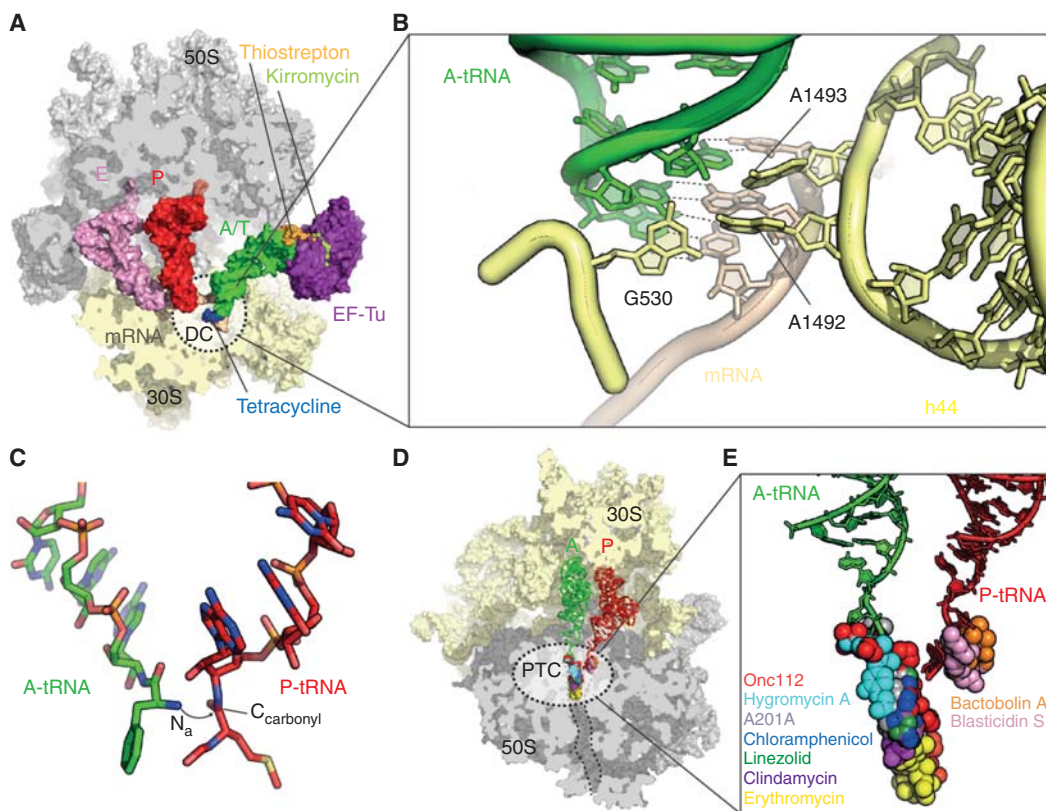 A
50S
Thiostrepton
Kirromycin
E
P
A/T
EF-Tu
mRNA
DC
30S
Tetracycline
B
A-tRNA
A1493
G530
A1492
mRNA
h44
C
A-tRNA
P-tRNA
Na
Ccarbonyl
D
30S
A
P
PTC
50S
E
A-tRNA
P-tRNA
Onc112
Hygromycin A
A201A
Chloramphenicol
Linezolid
Clindamycin
Erythromycin
Bactobolin A
Blasticidin S